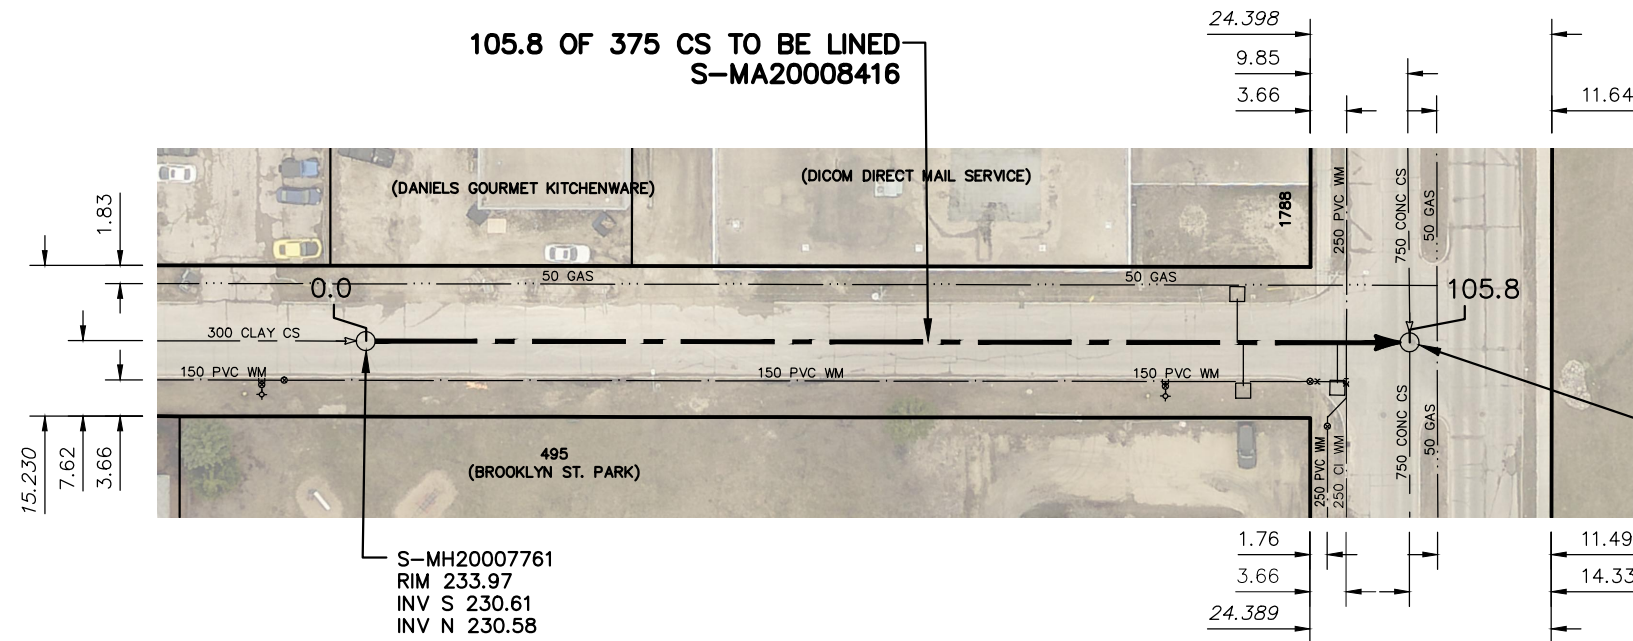 24.398
105.8 OF 375 CS TO BE LINED
S-MA20008416
9.85
3.66
11.64
(DANIELS GOURMET KITCHENWARE)
(DICOM DIRECT MAIL SERVICE)
1788
250 PVC WM
750 CONC CS
50 GAS
1.83
50 GAS
50 GAS
0.0
105.8
300 CLAY CS
150 PVC WM
150 PVC WM
150 PVC WM
15.230
7.62
3.66
495
(BROOKLYN ST. PARK)
250 PVC WM
250 CI WM
750 CONC CS
50 GAS
S-MH20007761
RIM 233.97
INV S 230.61
INV N 230.58
1.76
11.49
3.66
14.33
24.389